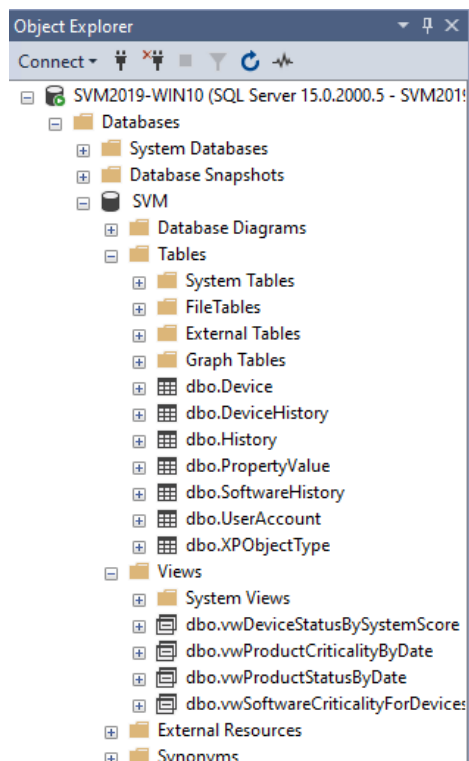 Object Explorer
Connect
SVM2019-WIN10 (SQL Server 15.0.2000.5 - SVM2019
Databases
System Databases
Database Snapshots
SVM
Database Diagrams
Tables
System Tables
FileTables
External Tables
Graph Tables
dbo.Device
dbo.DeviceHistory
dbo.History
dbo.PropertyValue
dbo.SoftwareHistory
dbo.UserAccount
dbo.XPObjectType
Views
System Views
dbo.vwDeviceStatusBySystemScore
dbo.vwProductCriticalityByDate
dbo.vwProductStatusByDate
dbo.vwSoftwareCriticalityForDevices
External Resources
Synonyms